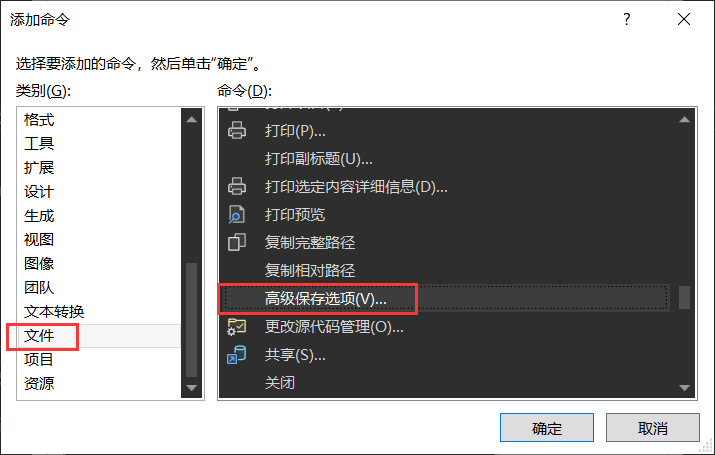 添加命令
选择要添加的命令，然后单击“确定”。
类别(G):
命令(D):
格式
工具
扩展
设计
生成
视图
图像
团队
文本转换
文件
项目
资源
打印(P)...
打印副标题(U)...
打印选定内容详细信息(D)...
打印预览
复制完整路径
复制相对路径
高级保存选项(V)...
更改源代码管理(O)...
共享(S)...
关闭
确定
取消